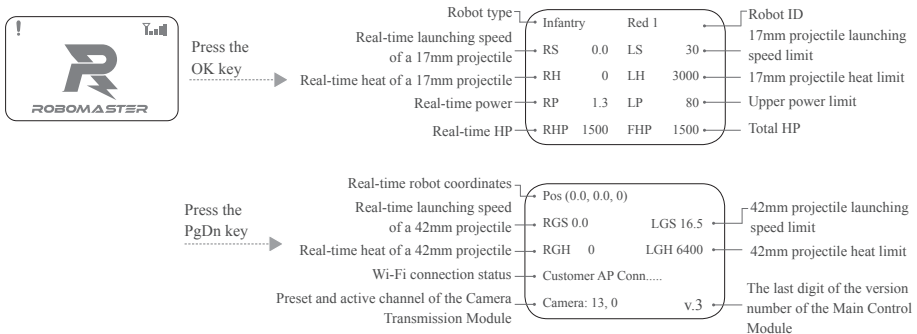 !
ROBOMASTER
Press the
OK key
Robot type
Real-time launching speed
of a 17mm projectile
Real-time heat of a 17mm projectile
Real-time power
Real-time HP
Infantry Red 1
RS 0.0 LS 30
RH 0 LH 3000
RP 1.3 LP 80
RHP 1500 FHP 1500
Robot ID
17mm projectile launching
speed limit
17mm projectile heat limit
Upper power limit
Total HP
Press the
PgDn key
Real-time robot coordinates
Real-time launching speed
of a 42mm projectile
Real-time heat of a 42mm projectile
Wi-Fi connection status
Preset and active channel of the Camera
Transmission Module
Pos (0.0, 0.0, 0)
RGS 0.0 LGS 16.5
RGH 0 LGH 6400
Customer AP Conn.....
Camera: 13, 0 v.3
42mm projectile launching
speed limit
42mm projectile heat limit
The last digit of the version
number of the Main Control
Module